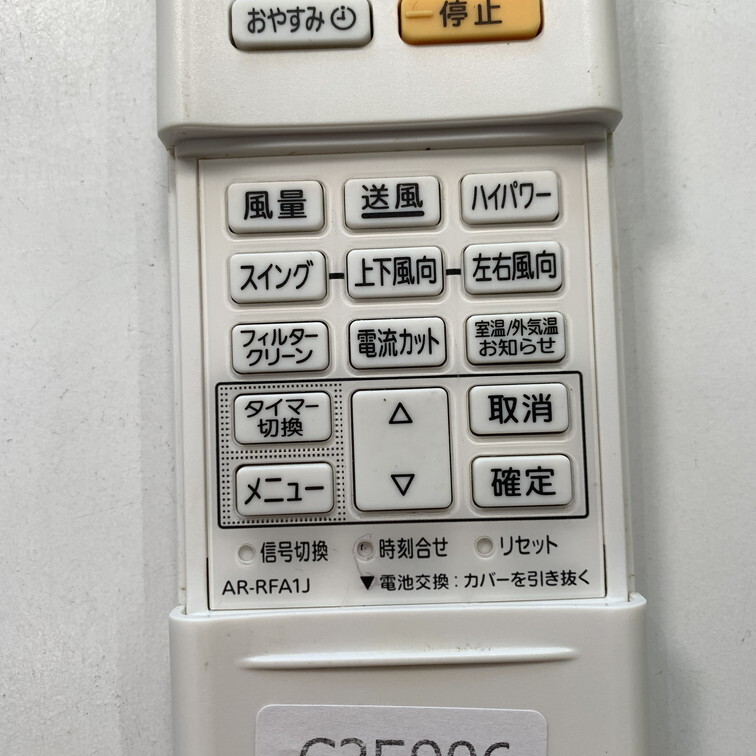 おやすみ
停止
風量
送風
ハイパワー
スイング
上下風向
左右風向
フィルター
クリーン
電流カット
室温/外気温
お知らせ
タイマー
切換
△
▽
取消
メニュー
確定
信号切換
時刻合せ
リセット
AR-RFA1J
▼電池交換：カバーを引き抜く